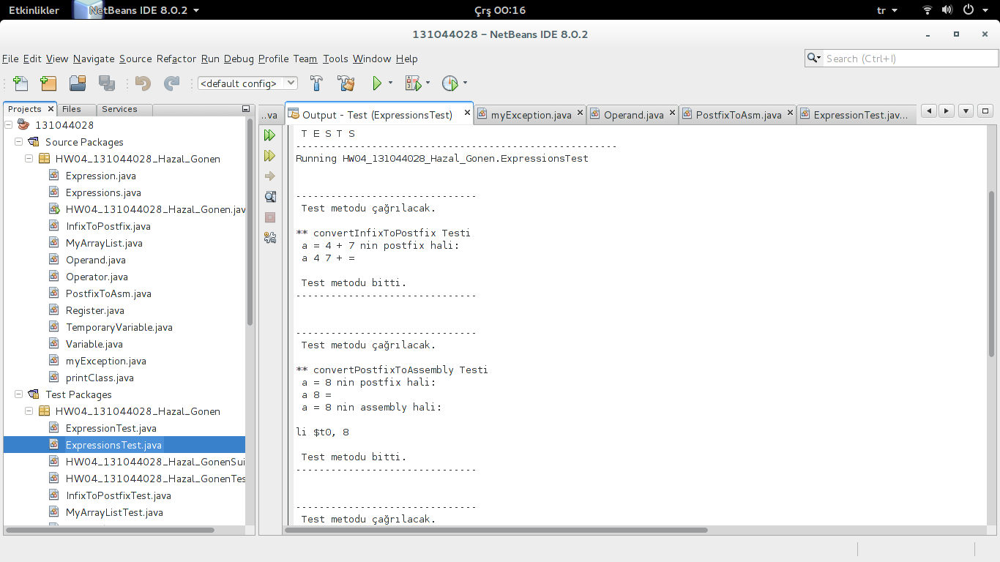 Etkinlikler NetBeans IDE 8.0.2 Çrş 00:16 tr
131044028 – NetBeans IDE 8.0.2
File Edit View Navigate Source Refactor Run Debug Profile Team Tools Window Help
Search (Ctrl+I)
<default config>
Projects Files Services
..va Output - Test (ExpressionsTest) myException.java Operand.java PostfixToAsm.java ExpressionTest.jav...
131044028
Source Packages
HW04_131044028_Hazal_Gonen
Expression.java
Expressions.java
HW04_131044028_Hazal_Gonen.jav
InfixToPostfix.java
MyArrayList.java
Operand.java
Operator.java
PostfixToAsm.java
Register.java
TemporaryVariable.java
Variable.java
myException.java
printClass.java
Test Packages
HW04_131044028_Hazal_Gonen
ExpressionTest.java
ExpressionsTest.java
HW04_131044028_Hazal_GonenSui
HW04_131044028_Hazal_GonenTes
InfixToPostfixTest.java
MyArrayListTest.java
T E S T S
-------------------------------------------------------
Running HW04_131044028_Hazal_Gonen.ExpressionsTest
-------------------------------
Test metodu çağrılacak.
** convertInfixToPostfix Testi
a = 4 + 7 nin postfix hali:
a 4 7 + =
Test metodu bitti.
-------------------------------
-------------------------------
Test metodu çağrılacak.
** convertPostfixToAssembly Testi
a = 8 nin postfix hali:
a 8 =
a = 8 nin assembly hali:
li $t0, 8
Test metodu bitti.
-------------------------------
-------------------------------
Test metodu çağrılacak.